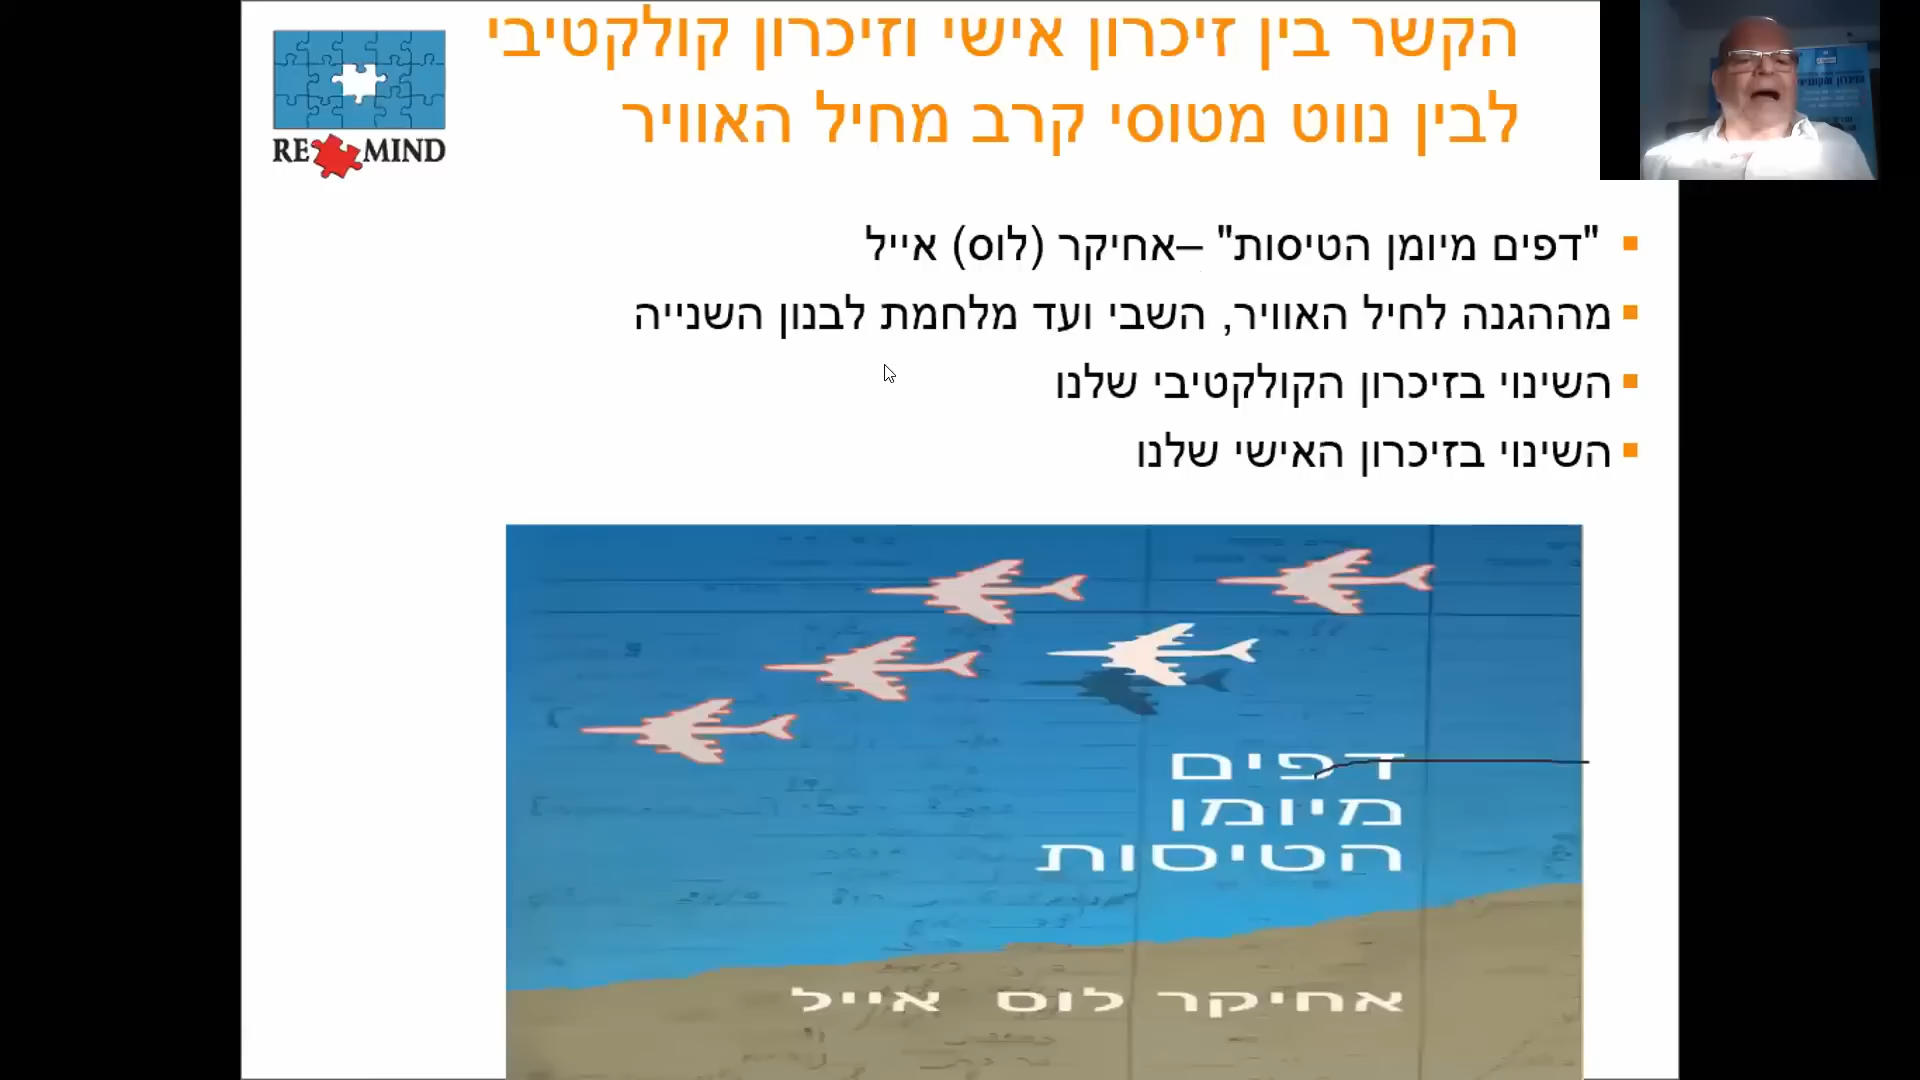 הקשר בין זיכרון אישי וזיכרון קולקטיבי
לבין נווט מטוסי קרב מחיל האוויר
RE MIND
"דפים מיומן הטיסות" –אחיקר (לוס) אייל
מההגנה לחיל האוויר, השבי ועד מלחמת לבנון השנייה
השינוי בזיכרון הקולקטיבי שלנו
השינוי בזיכרון האישי שלנו
דפים
מיומן
הטיסות
אחיקר לוס אייל